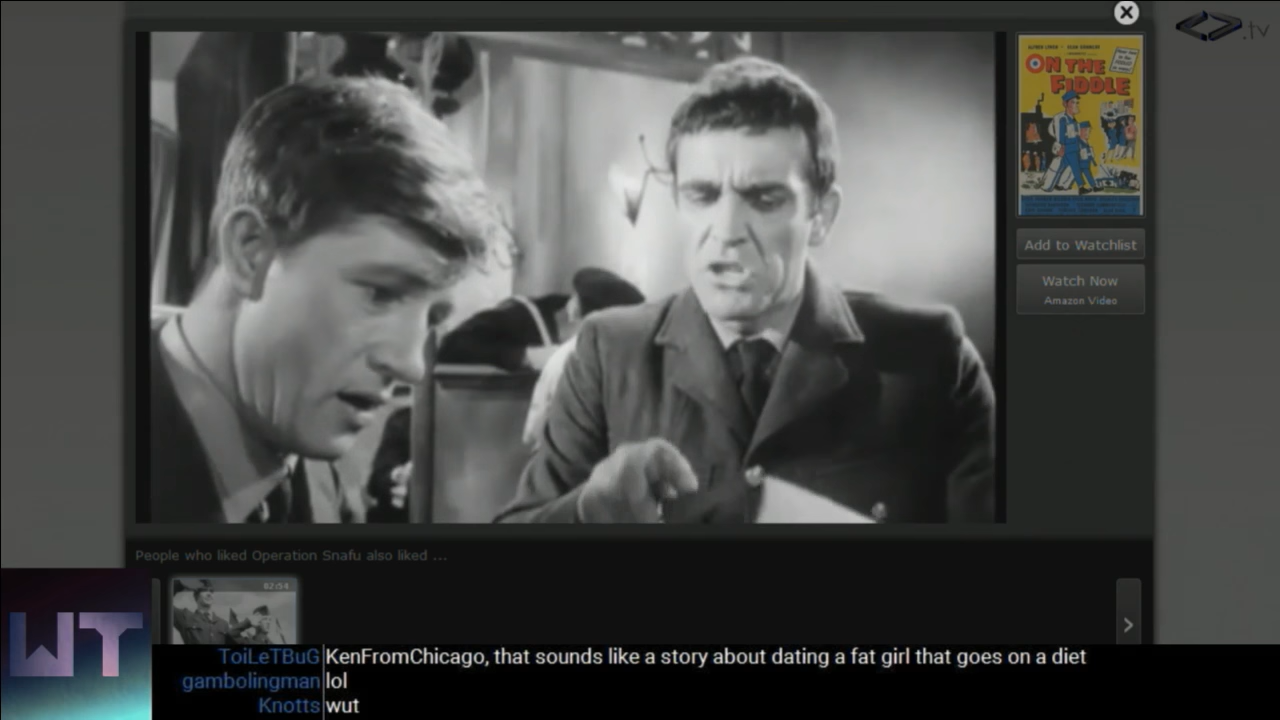 .tv
ALFRED LYNCH
SEAN CONNERY
ON THE
FIDDLE
Add to Watchlist
Watch Now
Amazon Video
People who liked Operation Snafu also liked ...
02:54
WT
ToiLeTBuG KenFromChicago, that sounds like a story about dating a fat girl that goes on a diet
gambolingman lol
Knotts wut